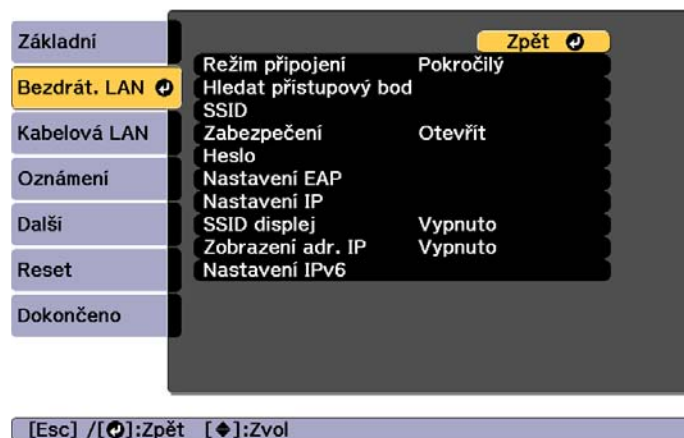 Základní
Bezdrát. LAN
Kabelová LAN
Oznámení
Další
Reset
Dokončeno
Zpět
Režim připojení Pokročilý
Hledat přístupový bod
SSID
Zabezpečení Otevřít
Heslo
Nastavení EAP
Nastavení IP
SSID displej Vypnuto
Zobrazení adr. IP Vypnuto
Nastavení IPv6
[Esc] /[⏎]:Zpět [◆]:Zvol